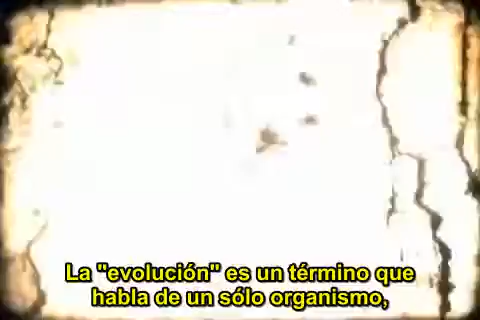 La "evolución" es un término que
habla de un sólo organismo,